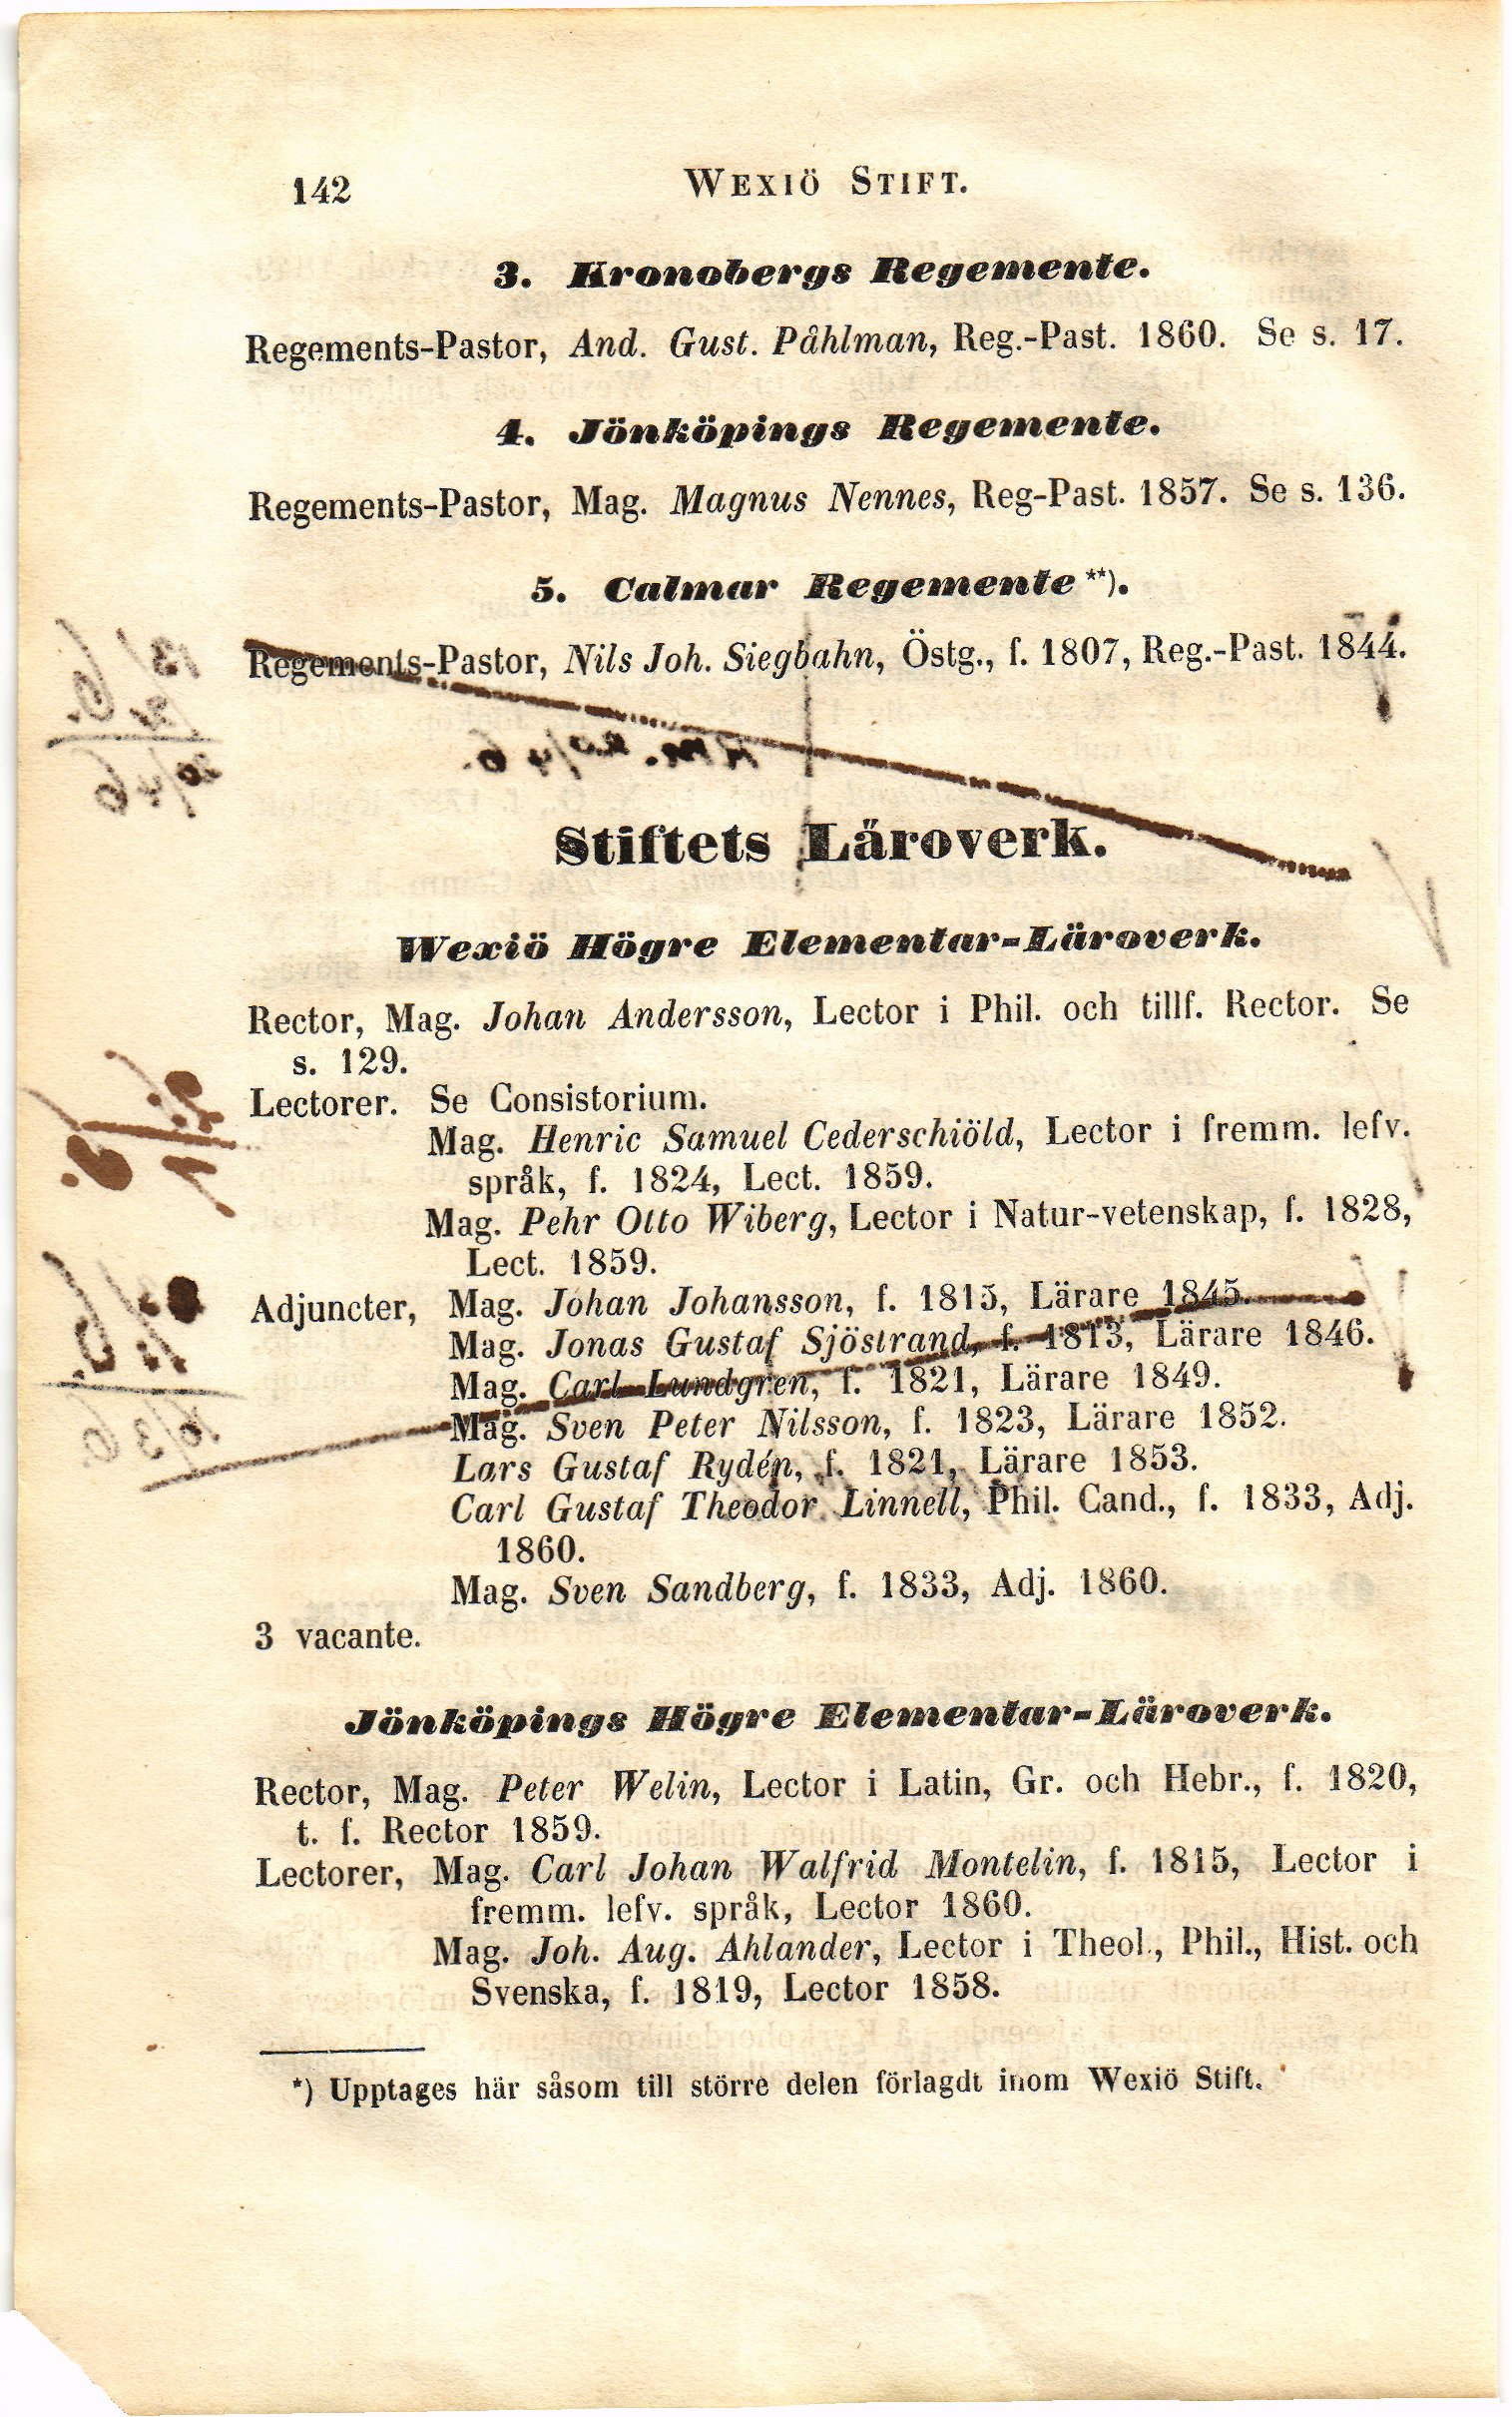 142 WEXIÖ STIFT.
3. Kronobergs Regemente.
Regements-Pastor, And. Gust. Påhlman, Reg.-Past. 1860. Se s. 17.
4. Jönköpings Regemente.
Regements-Pastor, Mag. Magnus Nennes, Reg-Past. 1857. Se s. 136.
5. Calmar Regemente **).
Regements-Pastor, Nils Joh. Siegbahn, Östg., f. 1807, Reg.-Past. 1844.
Stiftets Läroverk.
Wexiö Högre Elementar-Läroverk.
Rector, Mag. Johan Andersson, Lector i Phil. och tillf. Rector. Se
s. 129.
Lectorer. Se Consistorium.
Mag. Henric Samuel Cederschiöld, Lector i fremm. lefv.
språk, f. 1824, Lect. 1859.
Mag. Pehr Otto Wiberg, Lector i Natur-vetenskap, f. 1828,
Lect. 1859.
Adjuncter, Mag. Johan Johansson, f. 1815, Lärare 1845.
Mag. Jonas Gustaf Sjöstrand, f. 1813, Lärare 1846.
Mag. Carl Lundgren, f. 1821, Lärare 1849.
Mag. Sven Peter Nilsson, f. 1823, Lärare 1852.
Lars Gustaf Rydén, f. 1821, Lärare 1853.
Carl Gustaf Theodor Linnell, Phil. Cand., f. 1833, Adj.
1860.
Mag. Sven Sandberg, f. 1833, Adj. 1860.
3 vacante.
Jönköpings Högre Elementar-Läroverk.
Rector, Mag. Peter Welin, Lector i Latin, Gr. och Hebr., f. 1820,
t. f. Rector 1859.
Lectorer, Mag. Carl Johan Walfrid Montelin, f. 1815, Lector i
fremm. lefv. språk, Lector 1860.
Mag. Joh. Aug. Ahlander, Lector i Theol., Phil., Hist. och
Svenska, f. 1819, Lector 1858.
*) Upptages här såsom till större delen förlagdt inom Wexiö Stift.